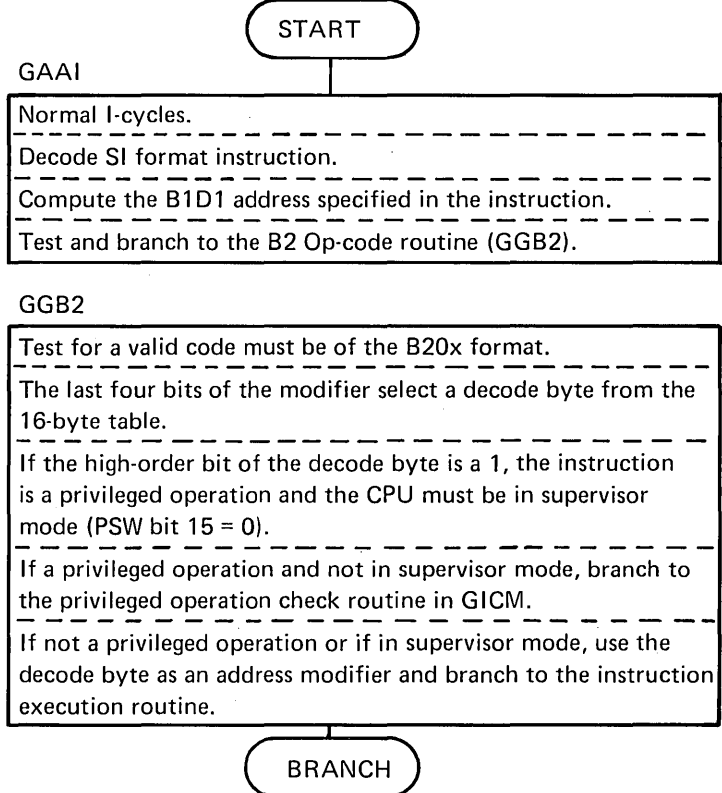 START
GAAI
Normal I-cycles.
Decode SI format instruction.
Compute the B1D1 address specified in the instruction.
Test and branch to the B2 Op-code routine (GGB2).
GGB2
Test for a valid code must be of the B20x format.
The last four bits of the modifier select a decode byte from the
16-byte table.
If the high-order bit of the decode byte is a 1, the instruction
is a privileged operation and the CPU must be in supervisor
mode (PSW bit 15 = 0).
If a privileged operation and not in supervisor mode, branch to
the privileged operation check routine in GICM.
If not a privileged operation or if in supervisor mode, use the
decode byte as an address modifier and branch to the instruction
execution routine.
BRANCH